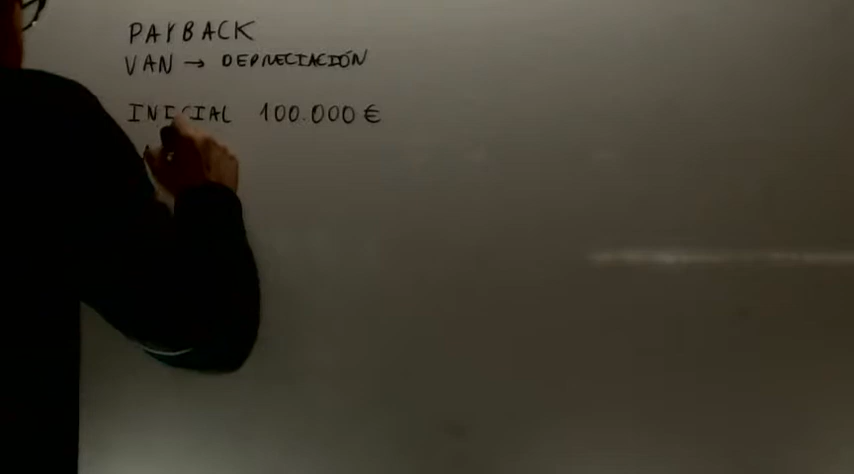 PAYBACK
VAN → DEPRECIACIÓN
INICIAL 100.000 €